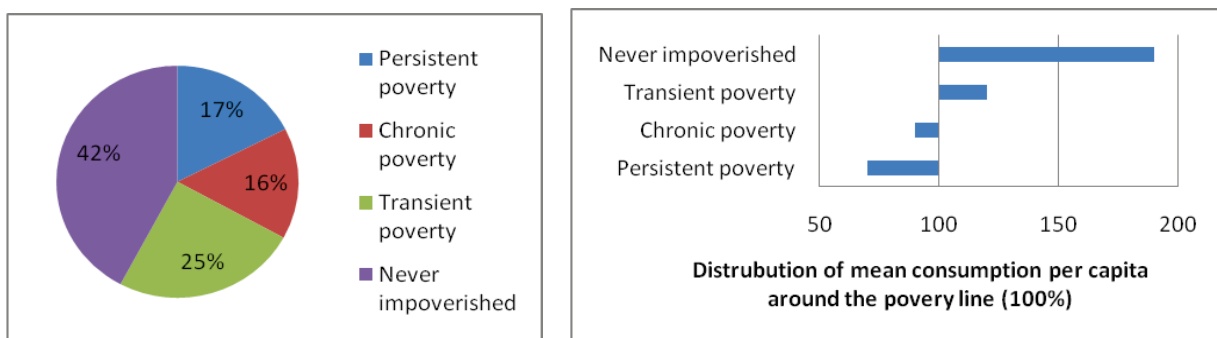 17%
16%
25%
42%
Persistent
poverty
Chronic
poverty
Transient
poverty
Never
impoverished
Never impoverished
Transient poverty
Chronic poverty
Persistent poverty
50 100 150 200
Distrubution of mean consumption per capita
around the povery line (100%)